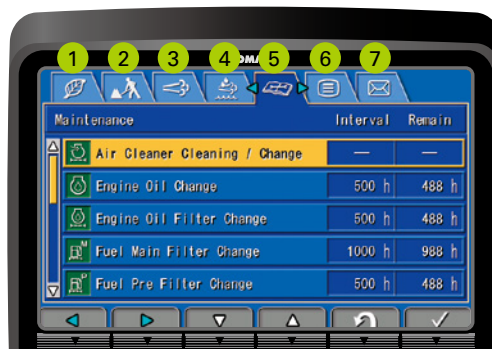 1 2 3 4 5 6 7
Maintenance Interval Remain
Air Cleaner Cleaning / Change — —
Engine Oil Change 500 h 488 h
Engine Oil Filter Change 500 h 488 h
M Fuel Main Filter Change 1000 h 988 h
P Fuel Pre Filter Change 500 h 488 h